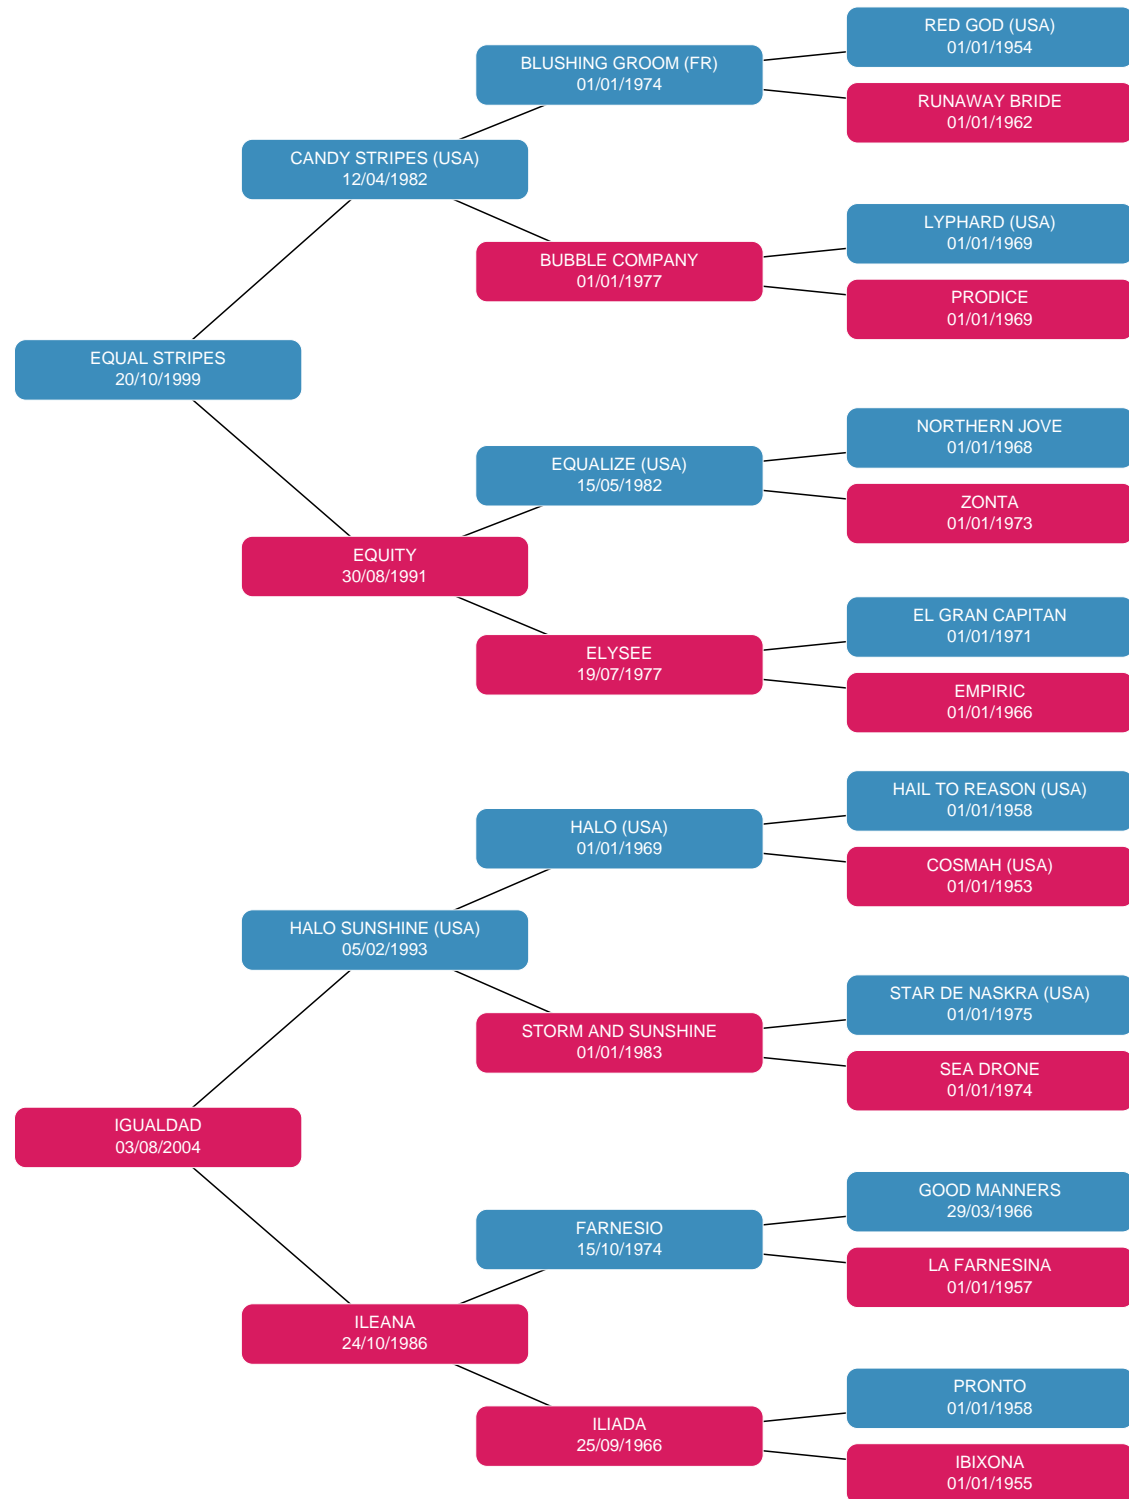 RED GOD (USA)
01/01/1954
BLUSHING GROOM (FR)
01/01/1974
RUNAWAY BRIDE
01/01/1962
CANDY STRIPES (USA)
12/04/1982
LYPHARD (USA)
01/01/1969
BUBBLE COMPANY
01/01/1977
PRODICE
01/01/1969
EQUAL STRIPES
20/10/1999
NORTHERN JOVE
01/01/1968
EQUALIZE (USA)
15/05/1982
ZONTA
01/01/1973
EQUITY
30/08/1991
EL GRAN CAPITAN
01/01/1971
ELYSEE
19/07/1977
EMPIRIC
01/01/1966
HAIL TO REASON (USA)
01/01/1958
HALO (USA)
01/01/1969
COSMAH (USA)
01/01/1953
HALO SUNSHINE (USA)
05/02/1993
STAR DE NASKRA (USA)
01/01/1975
STORM AND SUNSHINE
01/01/1983
SEA DRONE
01/01/1974
IGUALDAD
03/08/2004
GOOD MANNERS
29/03/1966
FARNESIO
15/10/1974
LA FARNESINA
01/01/1957
ILEANA
24/10/1986
PRONTO
01/01/1958
ILIADA
25/09/1966
IBIXONA
01/01/1955